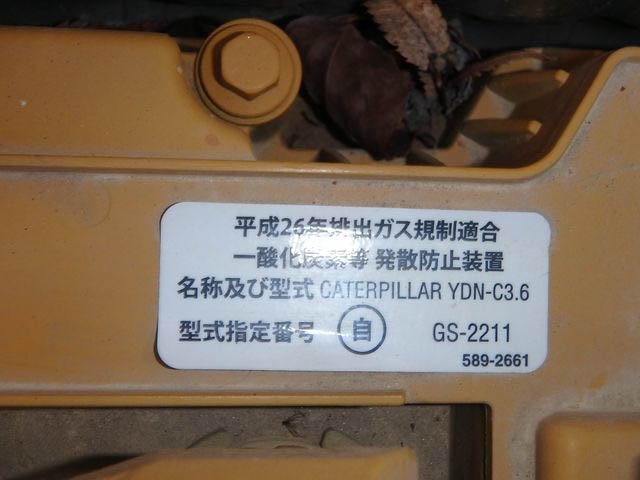 平成26年排出ガス規制適合
一酸化炭素等 発散防止装置
名称及び型式 CATERPILLAR YDN-C3.6
型式指定番号 自 GS-2211
589-2661